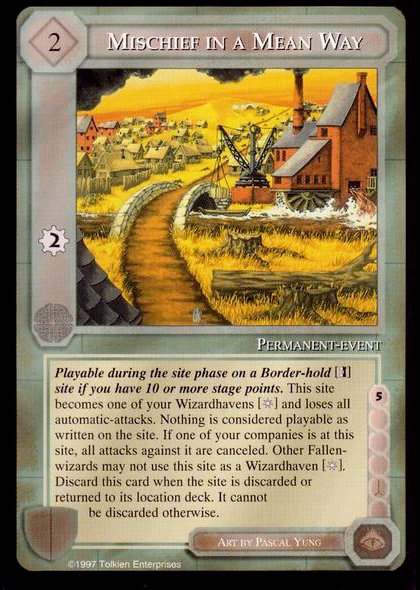 2
MISCHIEF IN A MEAN WAY
2
PERMANENT-EVENT
Playable during the site phase on a Border-hold []
site if you have 10 or more stage points. This site
becomes one of your Wizardhavens [] and loses all
automatic-attacks. Nothing is considered playable as
written on the site. If one of your companies is at this
site, all attacks against it are canceled. Other Fallen-
wizards may not use this site as a Wizardhaven [].
Discard this card when the site is discarded or
returned to its location deck. It cannot
be discarded otherwise.
5
ART BY PASCAL YUNG
©1997 Tolkien Enterprises